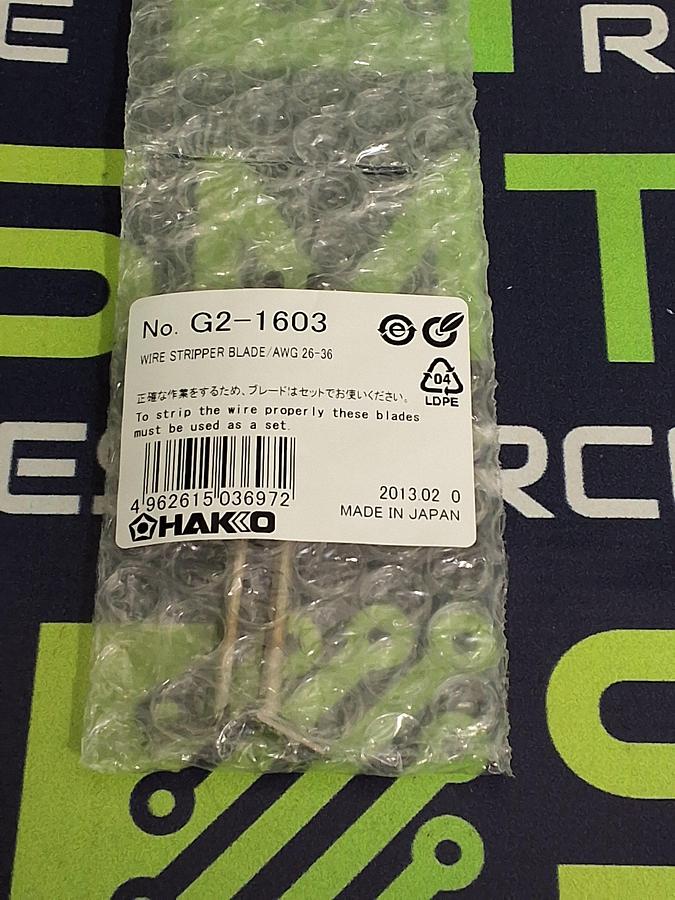 E R
T
No. G2-1603
WIRE STRIPPER BLADE/AWG 26-36
正確な作業をするため、ブレードはセットでお使いください。
To strip the wire properly these blades
must be used as a set.
04
LDPE
ES RC
4 962615 036972
2013.02 0
MADE IN JAPAN
HAKKO